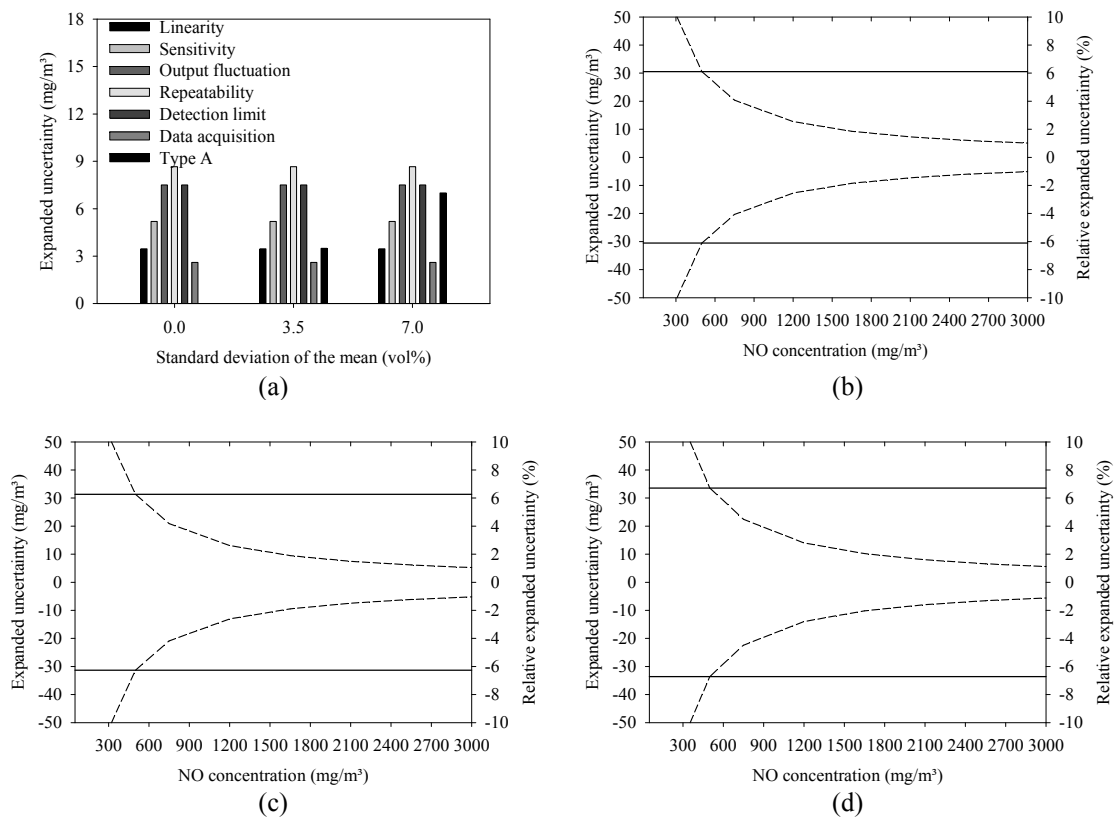 18
15
12
9
6
3
0
Expanded uncertainty (mg/m³)
Linearity
Sensitivity
Output fluctuation
Repeatability
Detection limit
Data acquisition
Type A
0.0 3.5 7.0
Standard deviation of the mean (vol%)
(a)
50
40
30
20
10
0
-10
-20
-30
-40
-50
Expanded uncertainty (mg/m³)
10
8
6
4
2
0
-2
-4
-6
-8
-10
Relative expanded uncertainty (%)
300 600 900 1200 1500 1800 2100 2400 2700 3000
NO concentration (mg/m³)
(b)
50
40
30
20
10
0
-10
-20
-30
-40
-50
Expanded uncertainty (mg/m³)
10
8
6
4
2
0
-2
-4
-6
-8
-10
Relative expanded uncertainty (%)
300 600 900 1200 1500 1800 2100 2400 2700 3000
NO concentration (mg/m³)
(c)
50
40
30
20
10
0
-10
-20
-30
-40
-50
Expanded uncertainty (mg/m³)
10
8
6
4
2
0
-2
-4
-6
-8
-10
Relative expanded uncertainty (%)
300 600 900 1200 1500 1800 2100 2400 2700 3000
NO concentration (mg/m³)
(d)